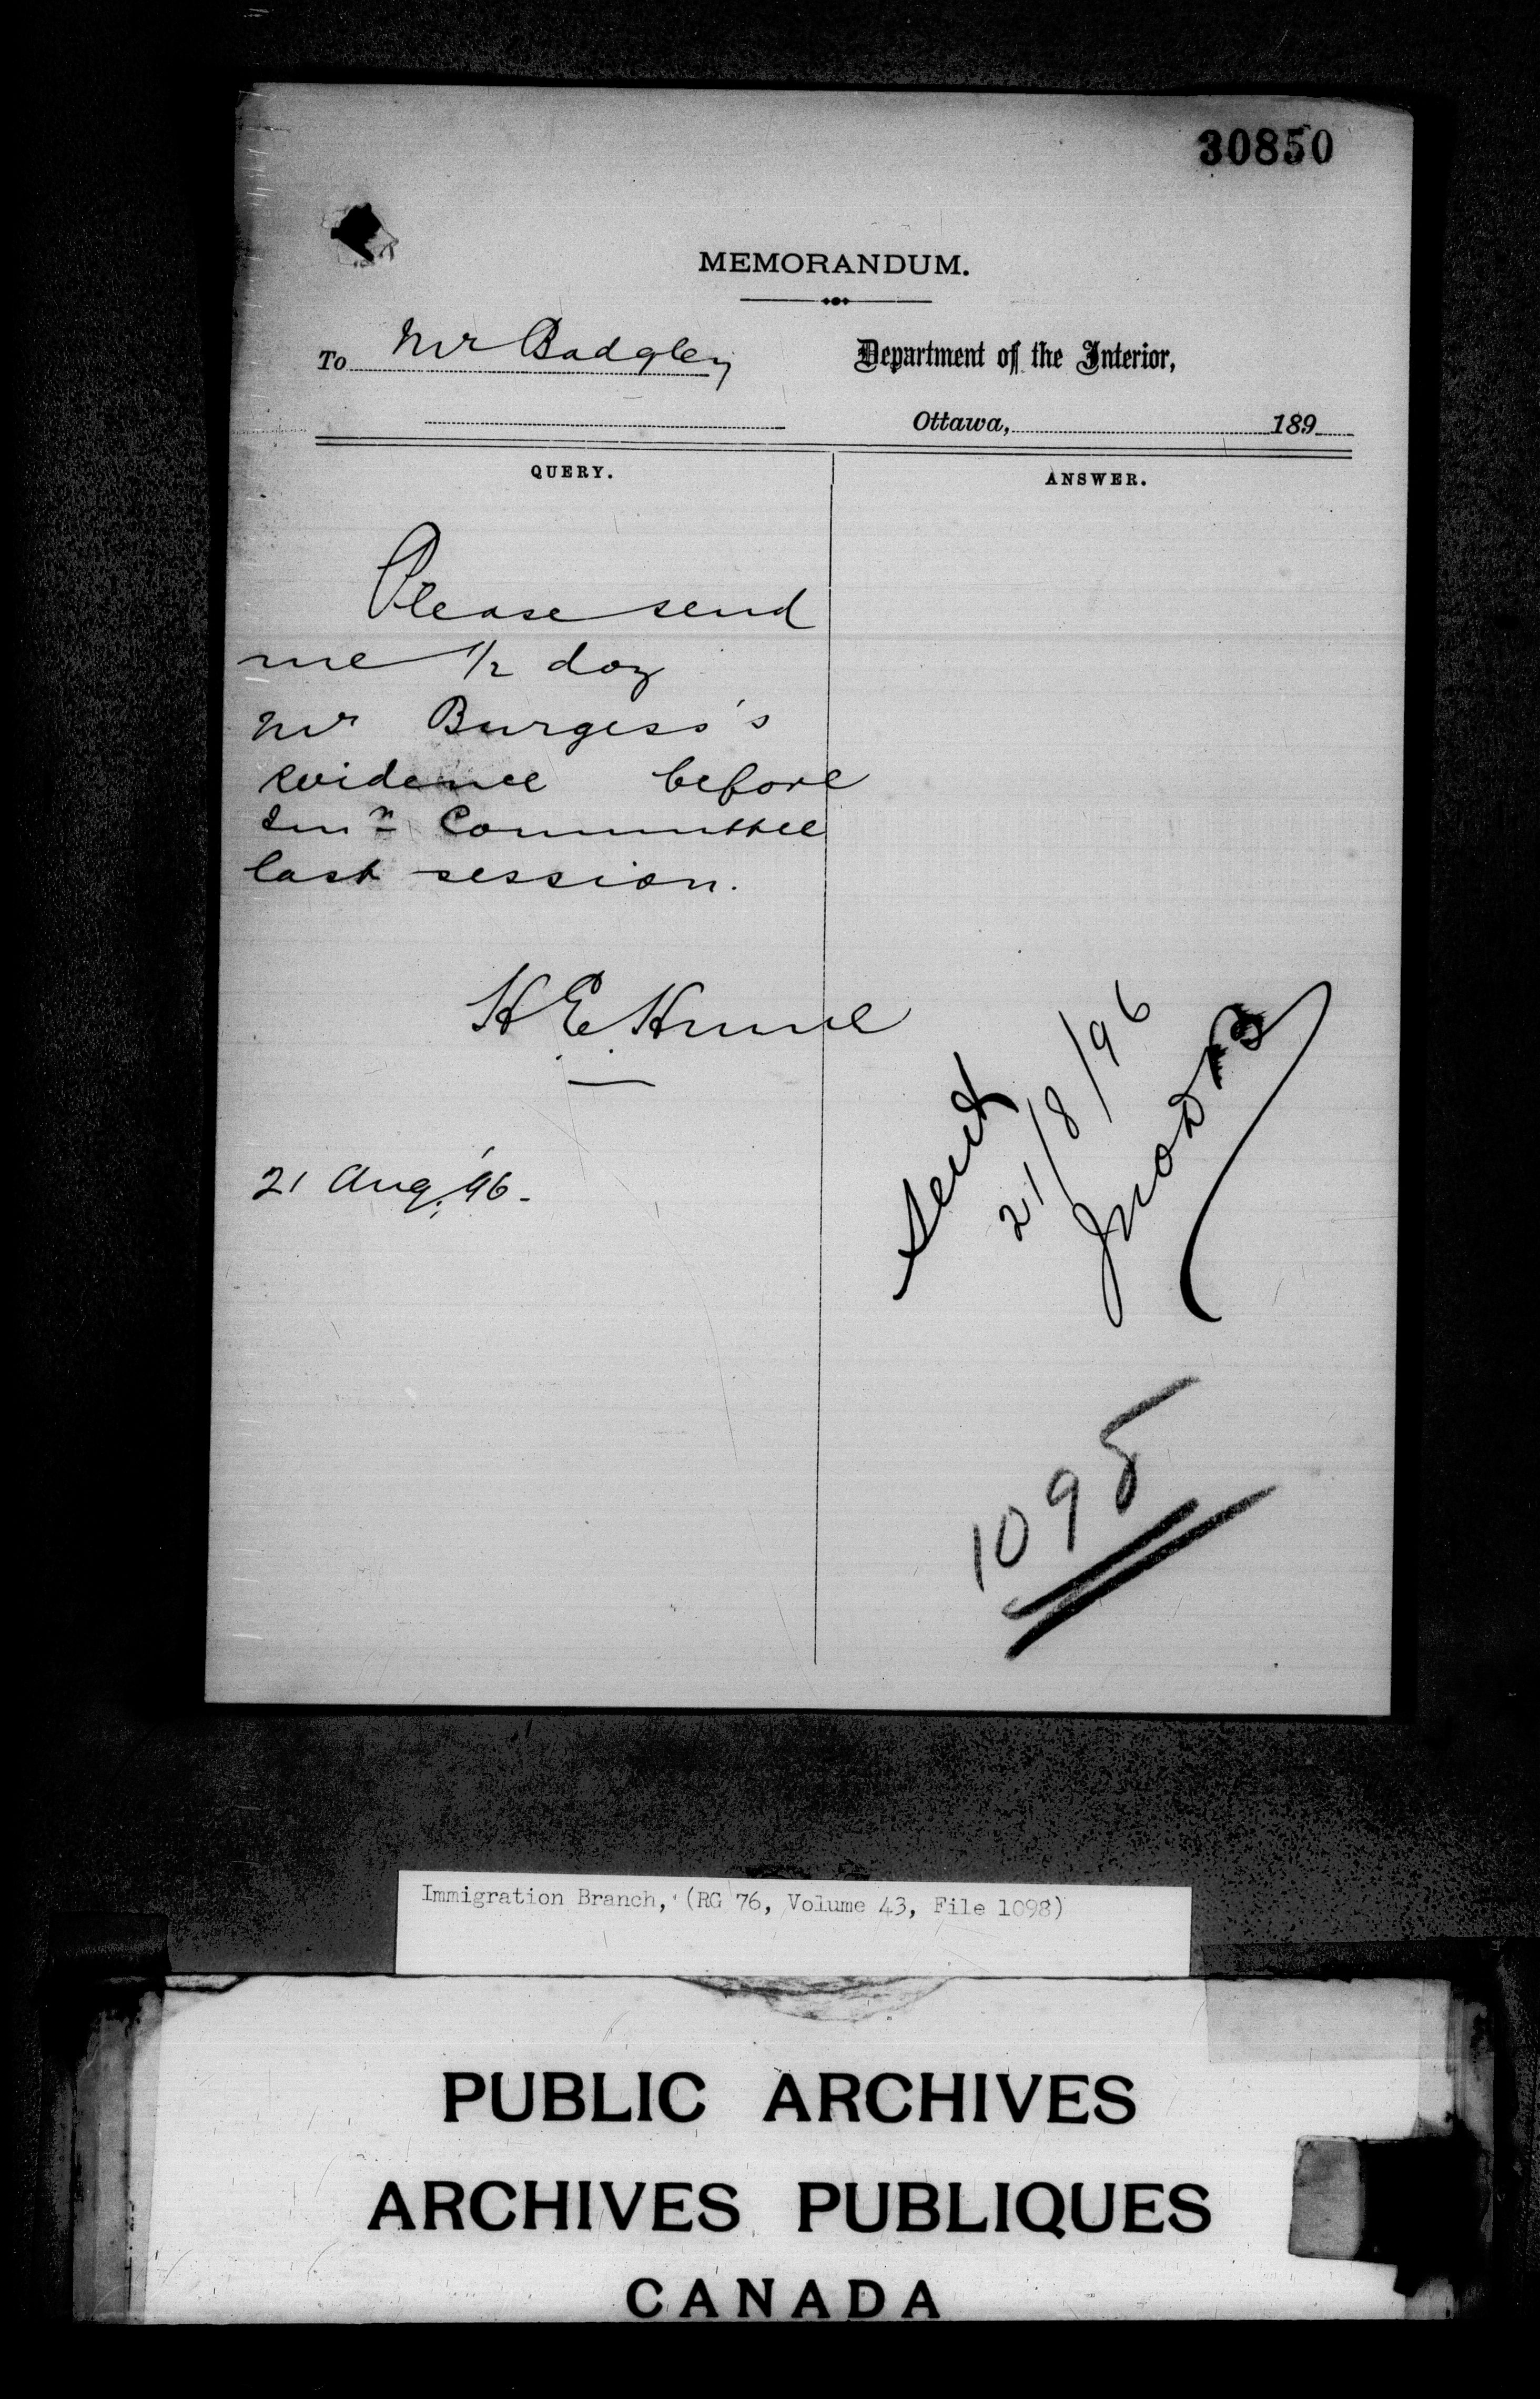 30850
MEMORANDUM.
To Mr Badgley
Department of the Interior,
Ottawa, 189
QUERY.
ANSWER.
Please send
me 1/2 doz
Mr Burgess's
evidence before
Imn Committee
last session.
H E Hume
21 Aug. '96.
Sent
21/8/96
1098
Immigration Branch, (RG 76, Volume 43, File 1098)
PUBLIC ARCHIVES
ARCHIVES PUBLIQUES
CANADA